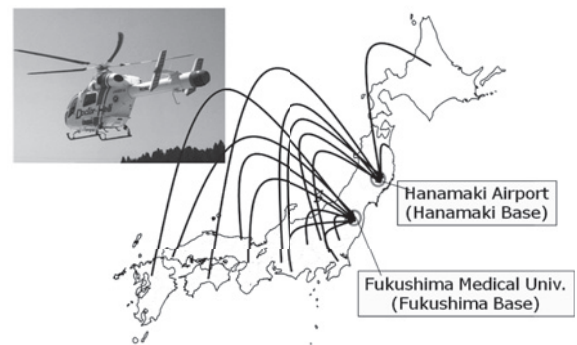 Hanamaki Airport
(Hanamaki Base)
Fukushima Medical Univ.
(Fukushima Base)